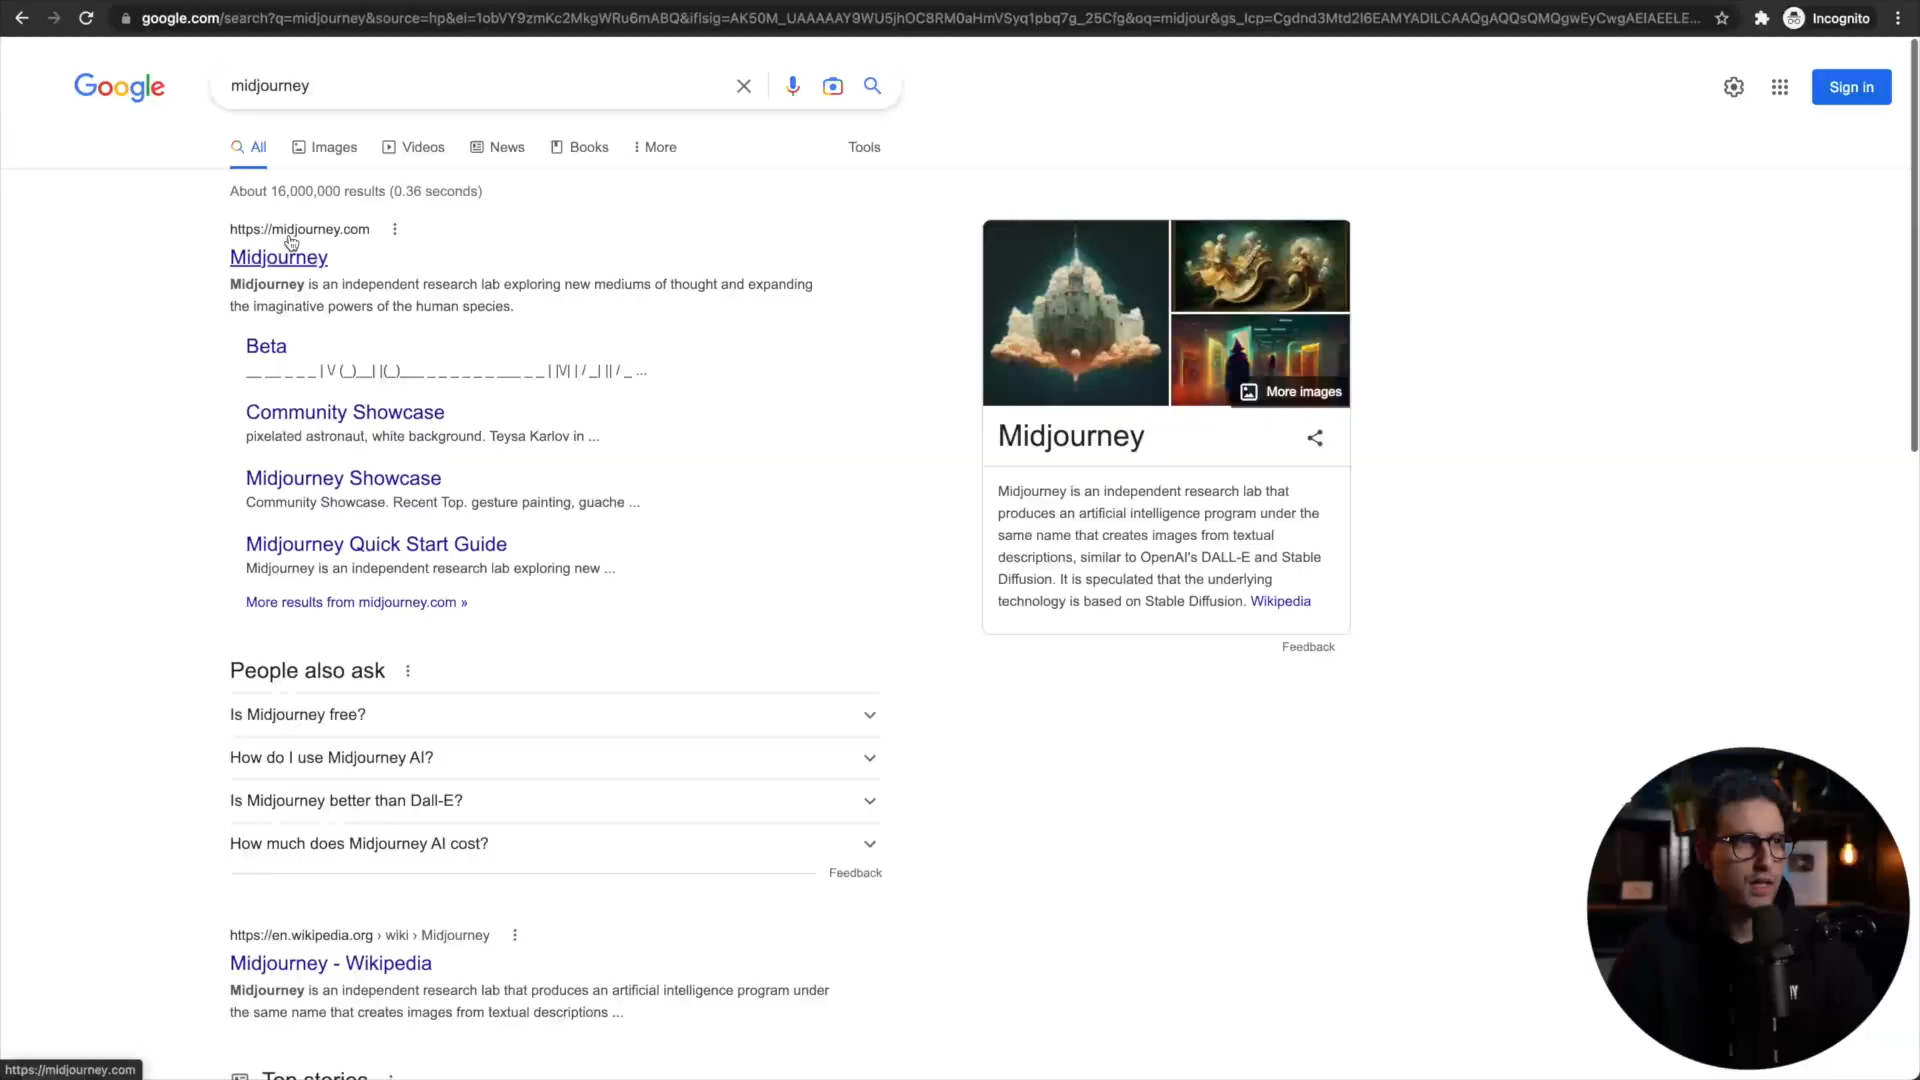 google.com/search?q=midjourney&source=hp&ei=1obVY9zmKc2MkgWRu6mABQ&iflsig=AK50M_UAAAAAY9WU5jhOC8RM0aHmVSyq1pbq7g_25Cfg&oq=midjour&gs_lcp=Cgdnd3Mtd2l6EAMYADILCAAQgAQQsQMQgwEyCwgAEIAEELE...
Incognito
Google
midjourney
Sign in
All
Images
Videos
News
Books
More
Tools
About 16,000,000 results (0.36 seconds)
https://midjourney.com
Midjourney
Midjourney is an independent research lab exploring new mediums of thought and expanding
the imaginative powers of the human species.
Beta
__ __ _ _ _ | \/ (_)__| |(_)___ _ _ _ _ _ _ ___ _ _ | |\/| | / _| || / _ ...
Community Showcase
pixelated astronaut, white background. Teysa Karlov in ...
Midjourney Showcase
Community Showcase. Recent Top. gesture painting, guache ...
Midjourney Quick Start Guide
Midjourney is an independent research lab exploring new ...
More results from midjourney.com »
People also ask
Is Midjourney free?
How do I use Midjourney AI?
Is Midjourney better than Dall-E?
How much does Midjourney AI cost?
Feedback
https://en.wikipedia.org › wiki › Midjourney
Midjourney - Wikipedia
Midjourney is an independent research lab that produces an artificial intelligence program under
the same name that creates images from textual descriptions ...
Top stories
https://midjourney.com
More images
Midjourney
Midjourney is an independent research lab that
produces an artificial intelligence program under the
same name that creates images from textual
descriptions, similar to OpenAI's DALL-E and Stable
Diffusion. It is speculated that the underlying
technology is based on Stable Diffusion. Wikipedia
Feedback